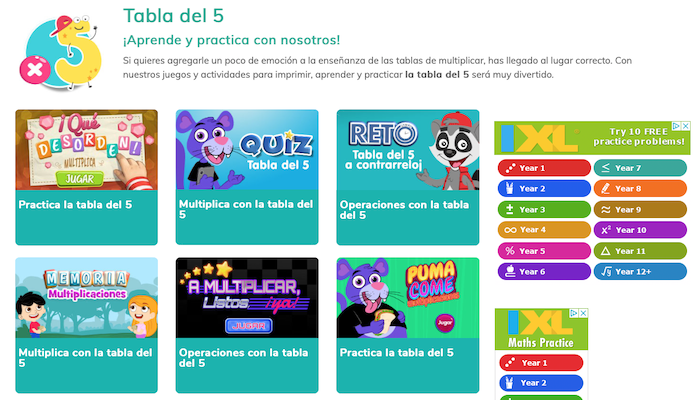 Tabla del 5
¡Aprende y practica con nosotros!
Si quieres agregarle un poco de emoción a la enseñanza de las tablas de multiplicar, has llegado al lugar correcto. Con
nuestros juegos y actividades para imprimir, aprender y practicar la tabla del 5 será muy divertido.
¡Qué
DESORDEN!
MULTIPLICA
JUGAR
Practica la tabla del 5
QUIZ
Tabla del 5
Multiplica con la tabla del
5
RETO
Tabla del 5
a contrarreloj
Operaciones con la tabla
del 5
MEMORIA
Multiplicaciones
Multiplica con la tabla del
5
A MULTIPLICAR,
Listos, ¡ya!
JUGAR
Operaciones con la tabla
del 5
PUMA
COME
Jugar
Practica la tabla del 5
IXL
Try 10 FREE
practice problems!
Year 1
Year 7
Year 2
Year 8
Year 3
Year 9
Year 4
Year 10
Year 5
Year 11
Year 6
Year 12+
IXL
Maths Practice
Year 1
Year 2